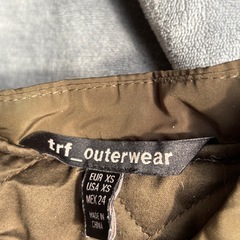 trf_outerwear
EUR XS
USA XS
MEX 24
MADE IN
CHINA